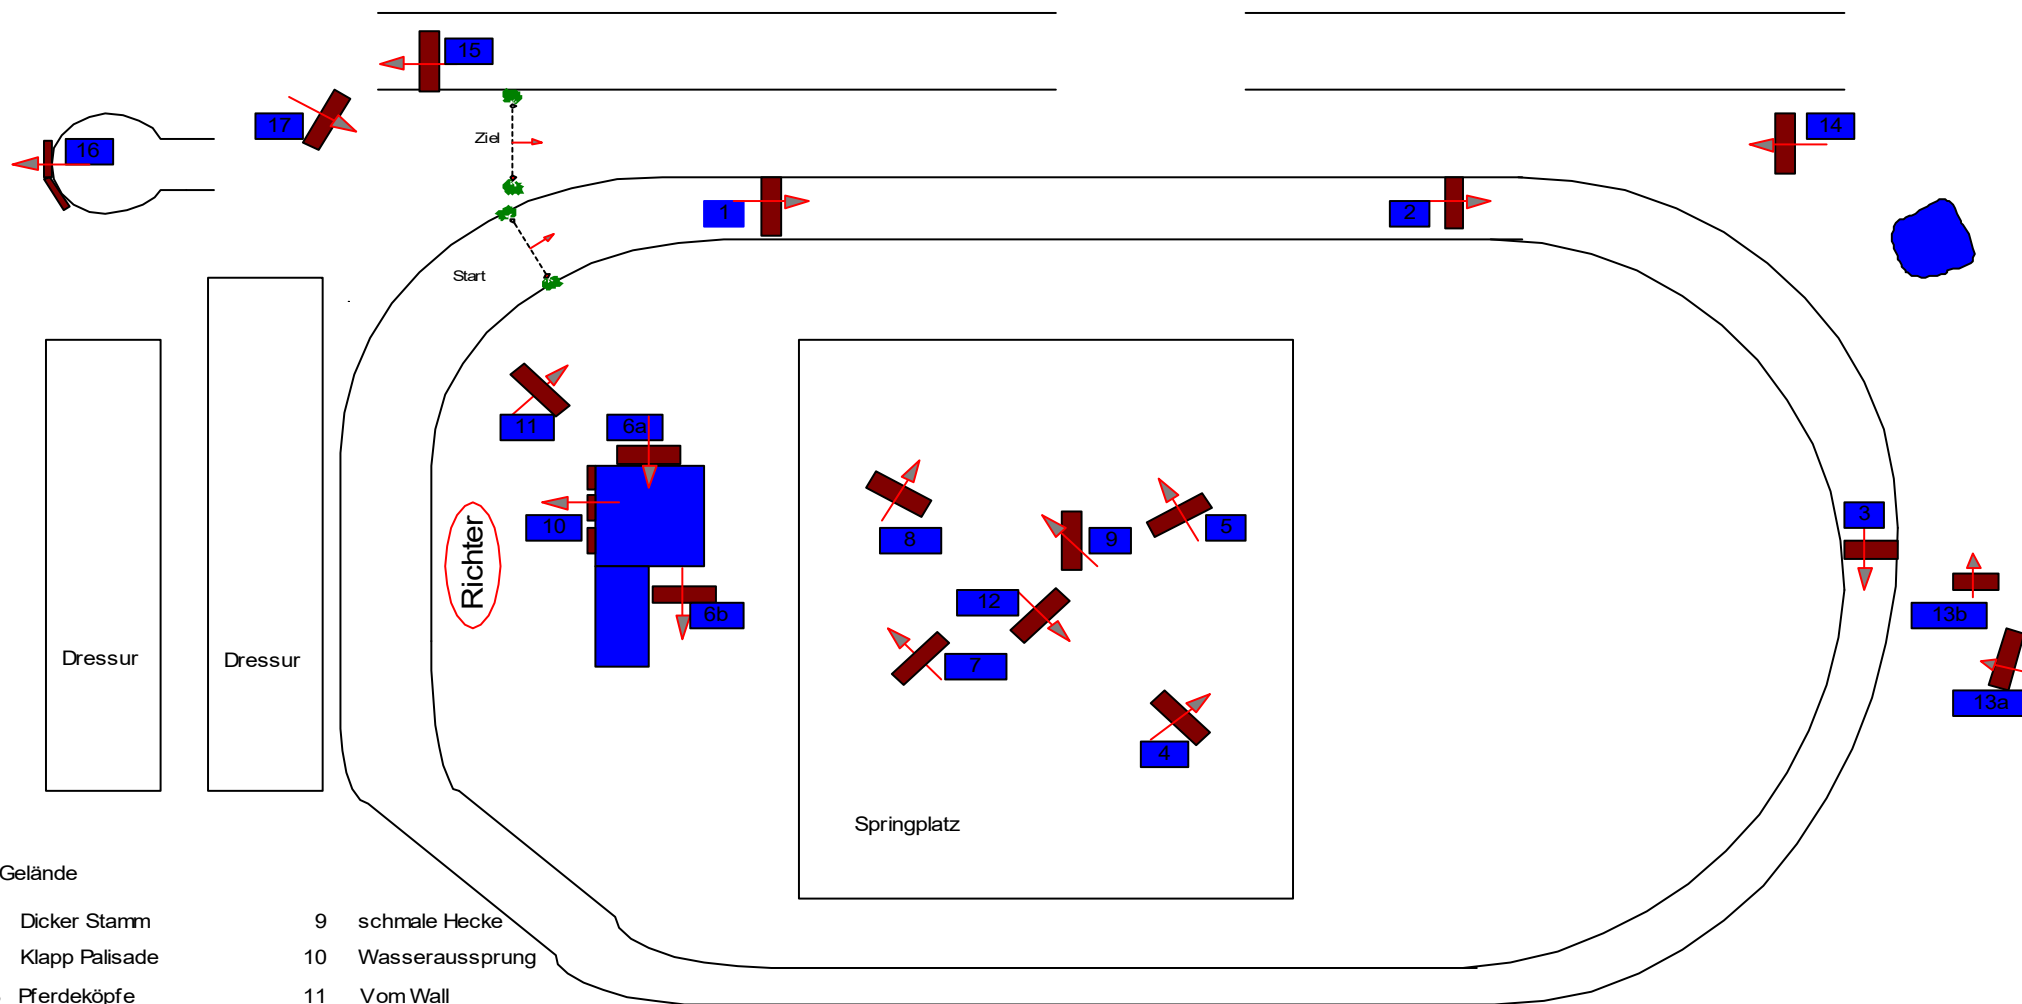 15
17
14
16
Ziel
1
2
Start
11
6a
3
10
8
9
5
Richter
12
13b
6b
7
Dressur
Dressur
13a
4
Springplatz
Gelände
Dicker Stamm 9 schmale Hecke
Klapp Palisade 10 Wasseraussprung
Pferdeköpfe 11 Vom Wall